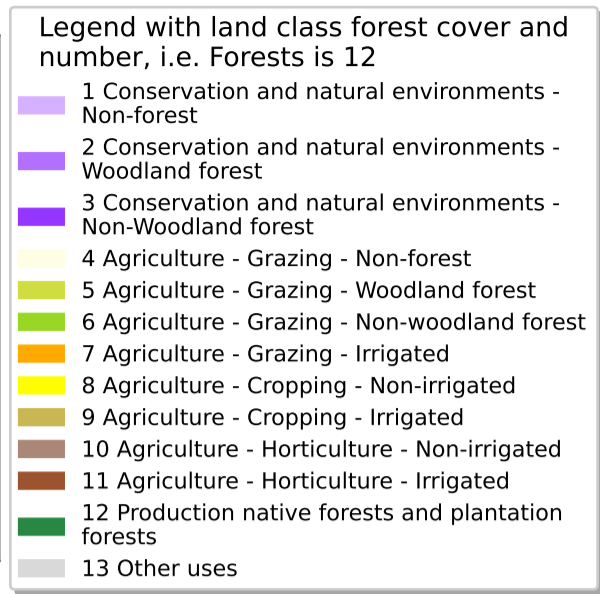 Legend with land class forest cover and
number, i.e. Forests is 12
1 Conservation and natural environments -
Non-forest
2 Conservation and natural environments -
Woodland forest
3 Conservation and natural environments -
Non-Woodland forest
4 Agriculture - Grazing - Non-forest
5 Agriculture - Grazing - Woodland forest
6 Agriculture - Grazing - Non-woodland forest
7 Agriculture - Grazing - Irrigated
8 Agriculture - Cropping - Non-irrigated
9 Agriculture - Cropping - Irrigated
10 Agriculture - Horticulture - Non-irrigated
11 Agriculture - Horticulture - Irrigated
12 Production native forests and plantation
forests
13 Other uses